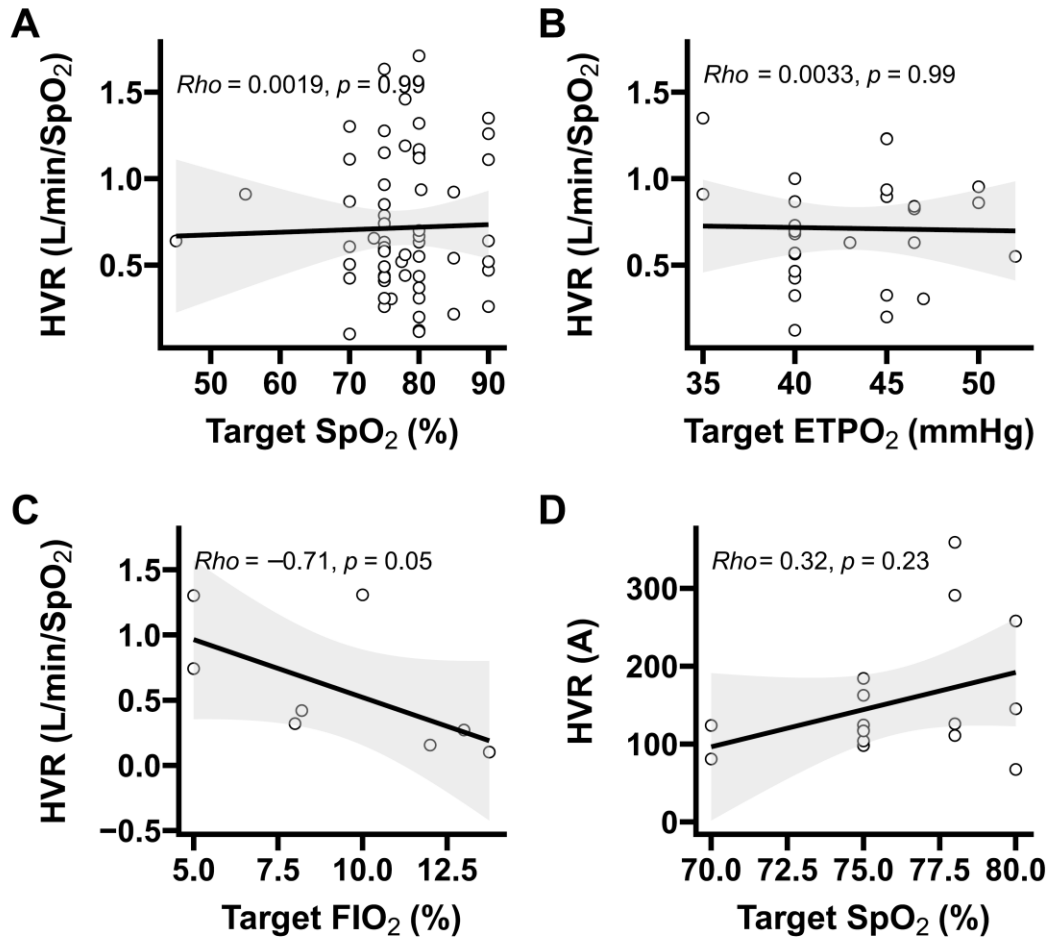 A
HVR (L/min/SpO₂)
Rho = 0.0019, p = 0.99
1.5
1.0
0.5
50 60 70 80 90
Target SpO₂ (%)
B
HVR (L/min/SpO₂)
Rho = 0.0033, p = 0.99
1.5
1.0
0.5
35 40 45 50
Target ETPO₂ (mmHg)
C
HVR (L/min/SpO₂)
Rho = −0.71, p = 0.05
1.5
1.0
0.5
0.0
−0.5
5.0 7.5 10.0 12.5
Target FIO₂ (%)
D
HVR (A)
Rho= 0.32, p = 0.23
300
200
100
0
70.0 72.5 75.0 77.5 80.0
Target SpO₂ (%)